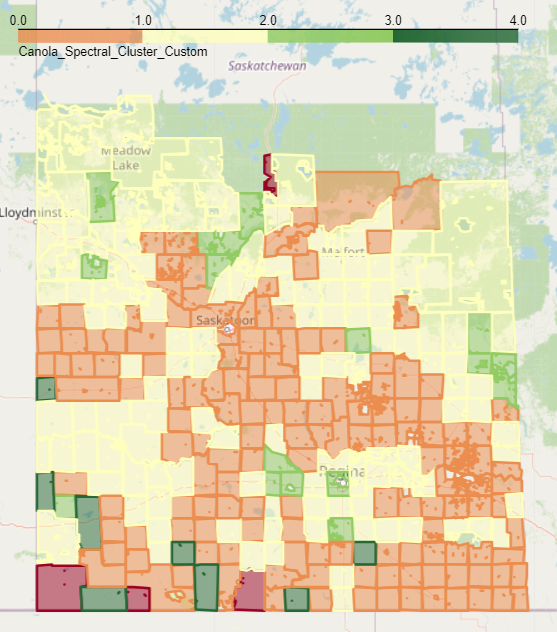 0.0 1.0 2.0 3.0 4.0
Canola_Spectral_Cluster_Custom
Saskatchewan
Meadow
Lake
Lloydminst
Melfort
Saskatoon
Regina